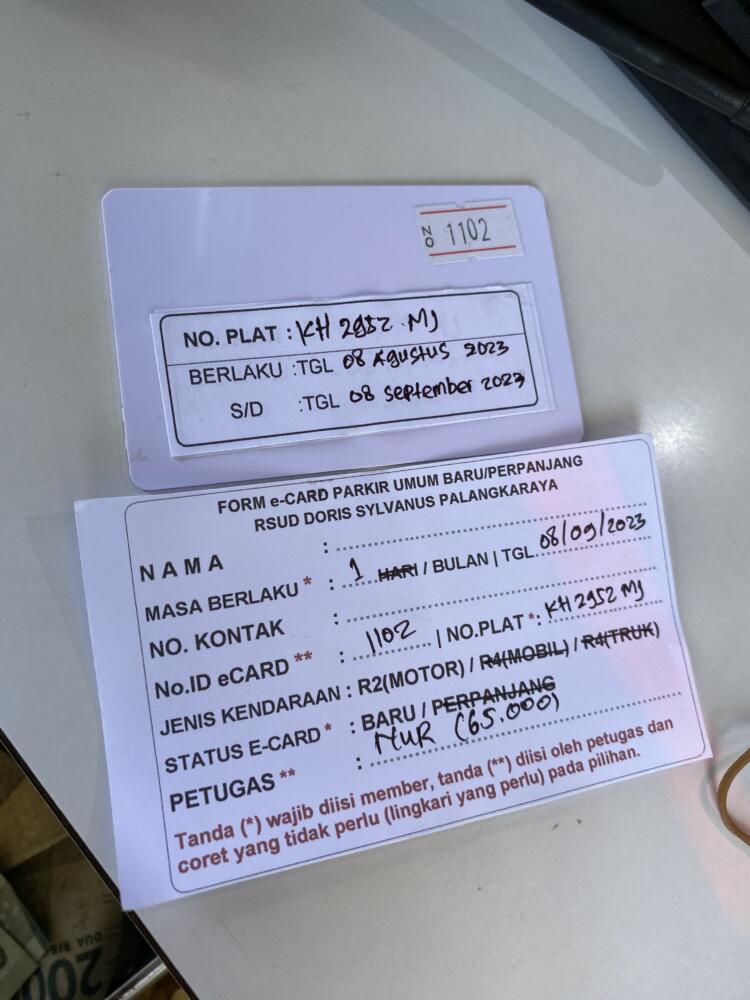 NO 1102
NO. PLAT : KH 2952 MJ
BERLAKU :TGL 08 Agustus 2023
S/D :TGL 08 September 2023
FORM e-CARD PARKIR UMUM BARU/PERPANJANG
RSUD DORIS SYLVANUS PALANGKARAYA
NAMA :
MASA BERLAKU * : 1 HARI / BULAN | TGL 08/09/2023
NO. KONTAK :
No.ID eCARD ** : 1102 | NO.PLAT *: KH 2952 MJ
JENIS KENDARAAN : R2(MOTOR) / R4(MOBIL) / R4(TRUK)
STATUS E-CARD * : BARU / PERPANJANG
PETUGAS ** : NUR (65.000)
Tanda (*) wajib diisi member, tanda (**) diisi oleh petugas dan
coret yang tidak perlu (lingkari yang perlu) pada pilihan.
DUA RIB
200